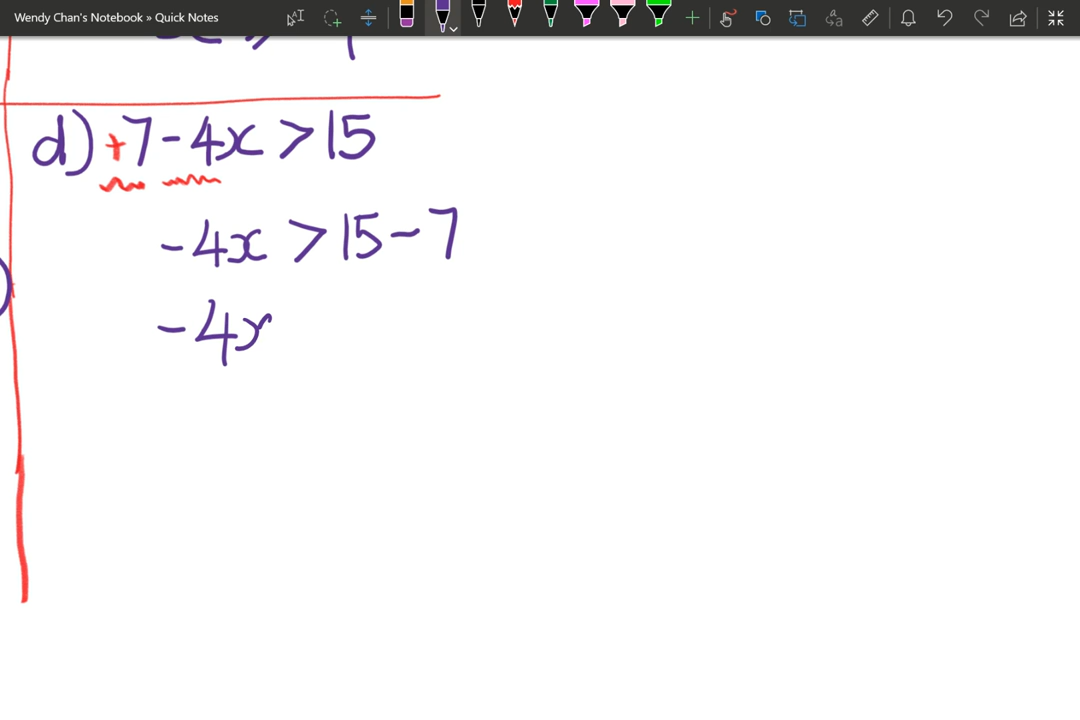 Wendy Chan's Notebook » Quick Notes
d) +7 - 4x > 15
-4x > 15 - 7
-4x